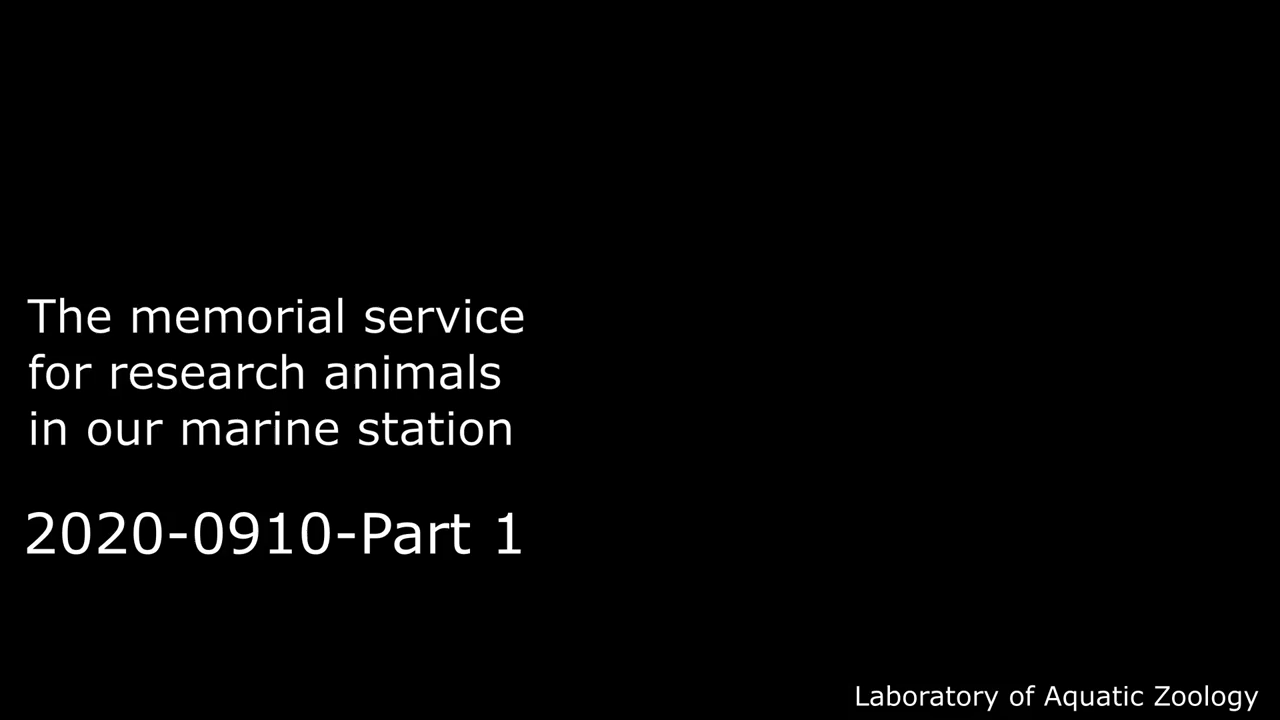 The memorial service
for research animals
in our marine station
2020-0910-Part 1
Laboratory of Aquatic Zoology